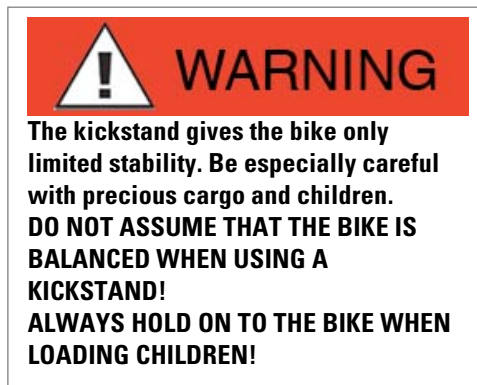 WARNING
The kickstand gives the bike only
limited stability. Be especially careful
with precious cargo and children.
DO NOT ASSUME THAT THE BIKE IS
BALANCED WHEN USING A
KICKSTAND!
ALWAYS HOLD ON TO THE BIKE WHEN
LOADING CHILDREN!